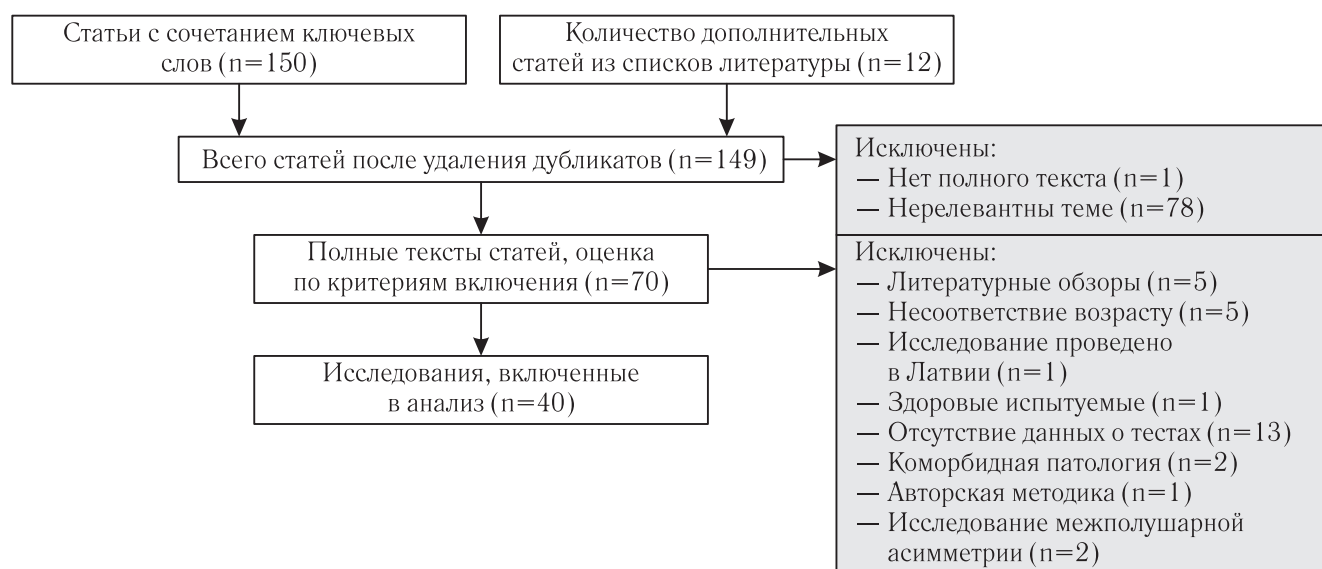 Статьи с сочетанием ключевых
слов (n=150)
Количество дополнительных
статей из списков литературы (n=12)
Всего статей после удаления дубликатов (n=149)
Исключены:
— Нет полного текста (n=1)
— Нерелевантны теме (n=78)
Полные тексты статей, оценка
по критериям включения (n=70)
Исключены:
— Литературные обзоры (n=5)
— Несоответствие возрасту (n=5)
— Исследование проведено
в Латвии (n=1)
— Здоровые испытуемые (n=1)
— Отсутствие данных о тестах (n=13)
— Коморбидная патология (n=2)
— Авторская методика (n=1)
— Исследование межполушарной
асимметрии (n=2)
Исследования, включенные
в анализ (n=40)